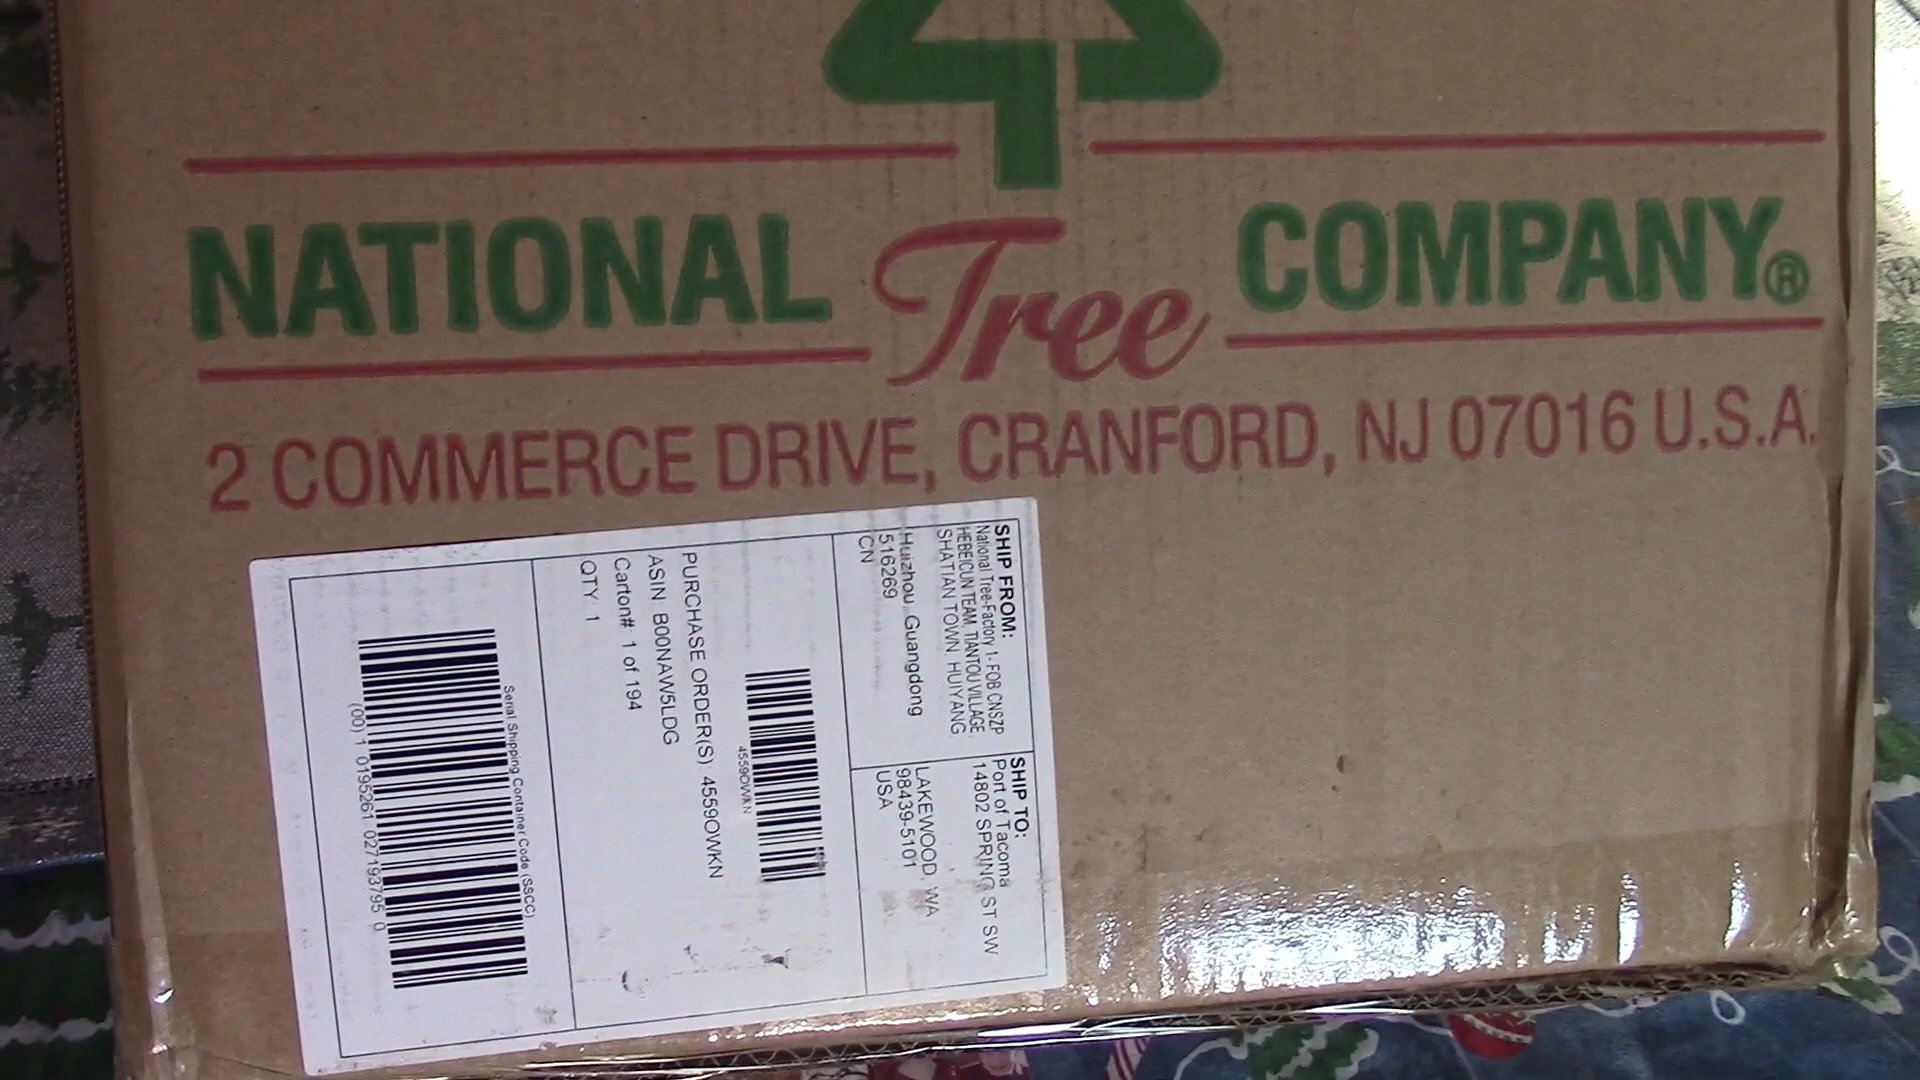 NATIONAL Tree COMPANY®
2 COMMERCE DRIVE, CRANFORD, NJ 07016 U.S.A.
SHIP FROM:
National Tree-Factory 1-FOB CNSZP
HEBEICUN TEAM, TIANTOU VILLAGE,
SHATIAN TOWN, HUIYANG
Huizhou, Guangdong
516269
CN
SHIP TO:
Port of Tacoma
14802 SPRING ST SW
LAKEWOOD, WA
98439-5101
USA
4559OWKN
PURCHASE ORDER(S): 4559OWKN
ASIN: B00NAW5LDG
Carton#: 1 of 194
QTY: 1
Serial Shipping Container Code (SSCC)
(00) 1 0195261 027193795 0